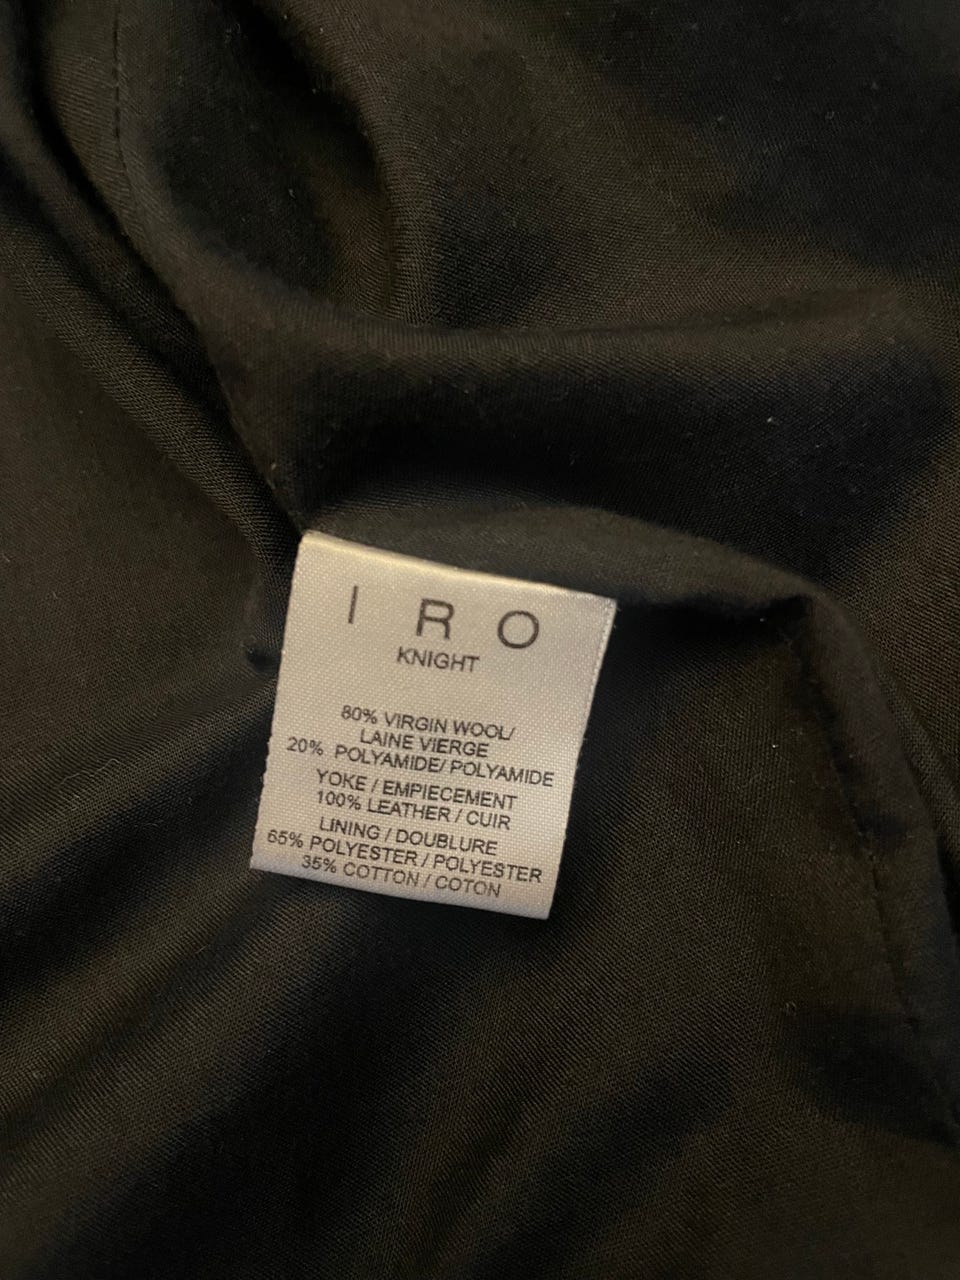 I R O
KNIGHT
80% VIRGIN WOOL/
LAINE VIERGE
20% POLYAMIDE/ POLYAMIDE
YOKE / EMPIECEMENT
100% LEATHER / CUIR
LINING / DOUBLURE
65% POLYESTER / POLYESTER
35% COTTON / COTON